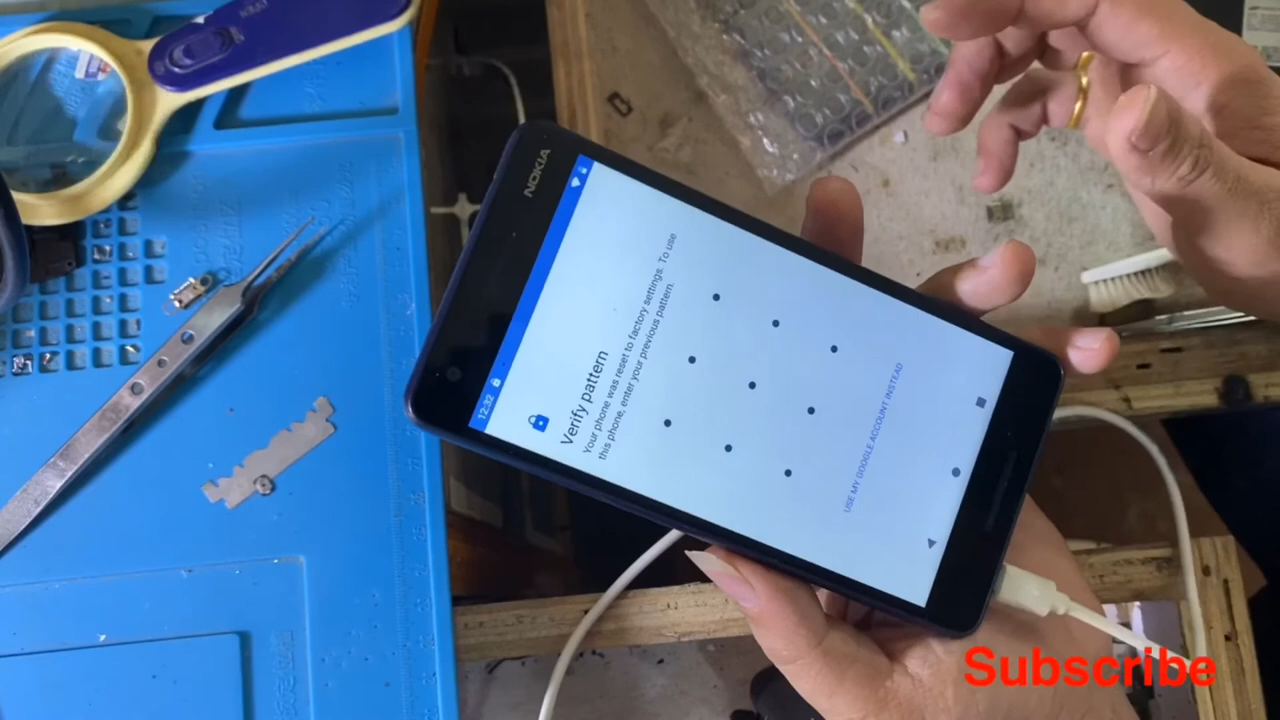 OPEN
NOKIA
12:32
Verify pattern
Your phone was reset to factory settings. To use
this phone, enter your previous pattern.
USE MY GOOGLE ACCOUNT INSTEAD
Subscribe